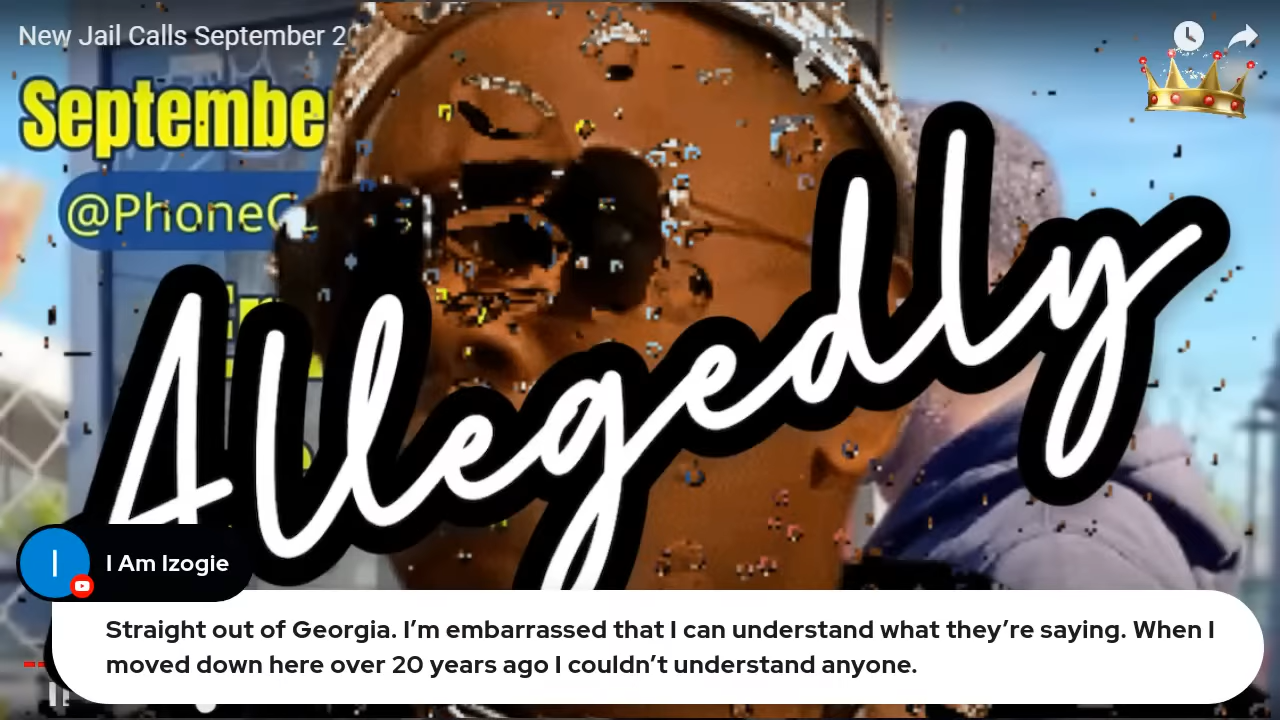 New Jail Calls September 2
Septembe
@PhoneC
Allegedly
I
I Am Izogie
Straight out of Georgia. I’m embarrassed that I can understand what they’re saying. When I
moved down here over 20 years ago I couldn’t understand anyone.